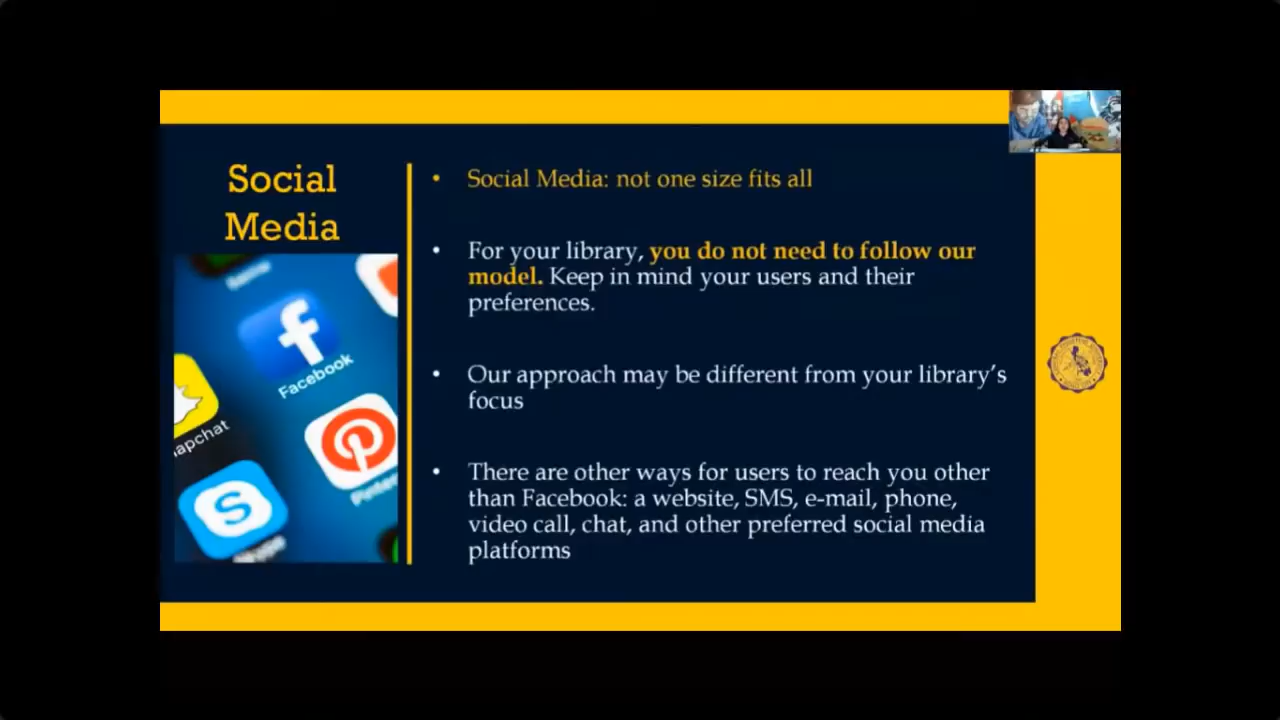 Social
Media
• Social Media: not one size fits all
• For your library, you do not need to follow our
model. Keep in mind your users and their
preferences.
• Our approach may be different from your library’s
focus
• There are other ways for users to reach you other
than Facebook: a website, SMS, e-mail, phone,
video call, chat, and other preferred social media
platforms
Facebook
apchat
Skype